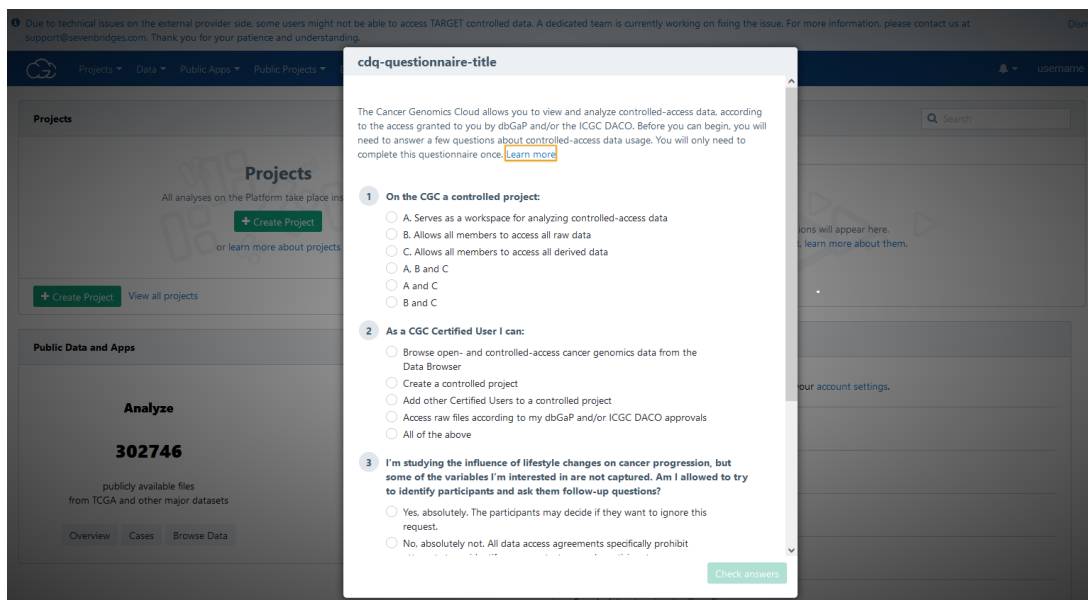 Due to technical issues on the external provider side, some users might not be able to access TARGET controlled data. A dedicated team is currently working on fixing the issue. For more information, please contact us at
support@sevenbridges.com. Thank you for your patience and understanding.
Projects Data Public Apps Public Projects
username
cdq-questionnaire-title
The Cancer Genomics Cloud allows you to view and analyze controlled-access data, according
to the access granted to you by dbGaP and/or the ICGC DACO. Before you can begin, you will
need to answer a few questions about controlled-access data usage. You will only need to
complete this questionnaire once. Learn more
1 On the CGC a controlled project:
A. Serves as a workspace for analyzing controlled-access data
B. Allows all members to access all raw data
C. Allows all members to access all derived data
A, B and C
A and C
B and C
2 As a CGC Certified User I can:
Browse open- and controlled-access cancer genomics data from the
Data Browser
Create a controlled project
Add other Certified Users to a controlled project
Access raw files according to my dbGaP and/or ICGC DACO approvals
All of the above
3 I'm studying the influence of lifestyle changes on cancer progression, but
some of the variables I'm interested in are not captured. Am I allowed to try
to identify participants and ask them follow-up questions?
Yes, absolutely. The participants may decide if they want to ignore this
request.
No, absolutely not. All data access agreements specifically prohibit
Check answers
Projects
Projects
All analyses on the Platform take place
+ Create Project
or learn more about projects
+ Create Project View all projects
Public Data and Apps
Analyze
302746
publicly available files
from TCGA and other major datasets
Overview Cases Browse Data
Search
will appear here.
learn more about them.
account settings.